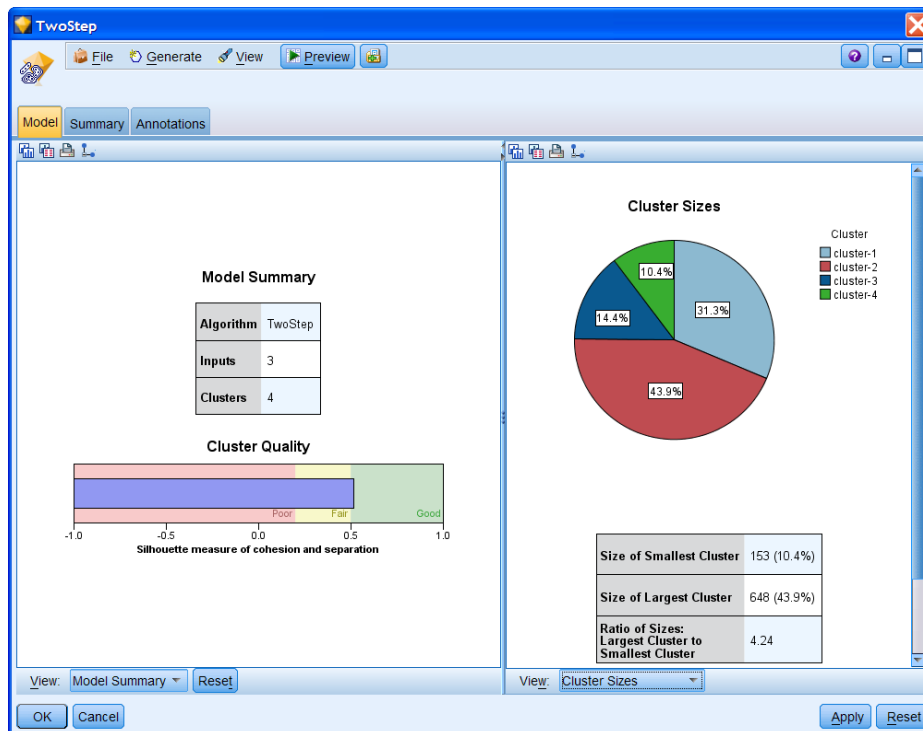 TwoStep
File Generate View Preview
Model Summary Annotations
Model Summary
Algorithm TwoStep
Inputs 3
Clusters 4
Cluster Quality
Poor Fair Good
-1.0 -0.5 0.0 0.5 1.0
Silhouette measure of cohesion and separation
View: Model Summary Reset
Cluster Sizes
Cluster
cluster-1
cluster-2
cluster-3
cluster-4
10.4%
31.3%
14.4%
43.9%
Size of Smallest Cluster 153 (10.4%)
Size of Largest Cluster 648 (43.9%)
Ratio of Sizes:
Largest Cluster to
Smallest Cluster 4.24
View: Cluster Sizes
OK Cancel Apply Reset